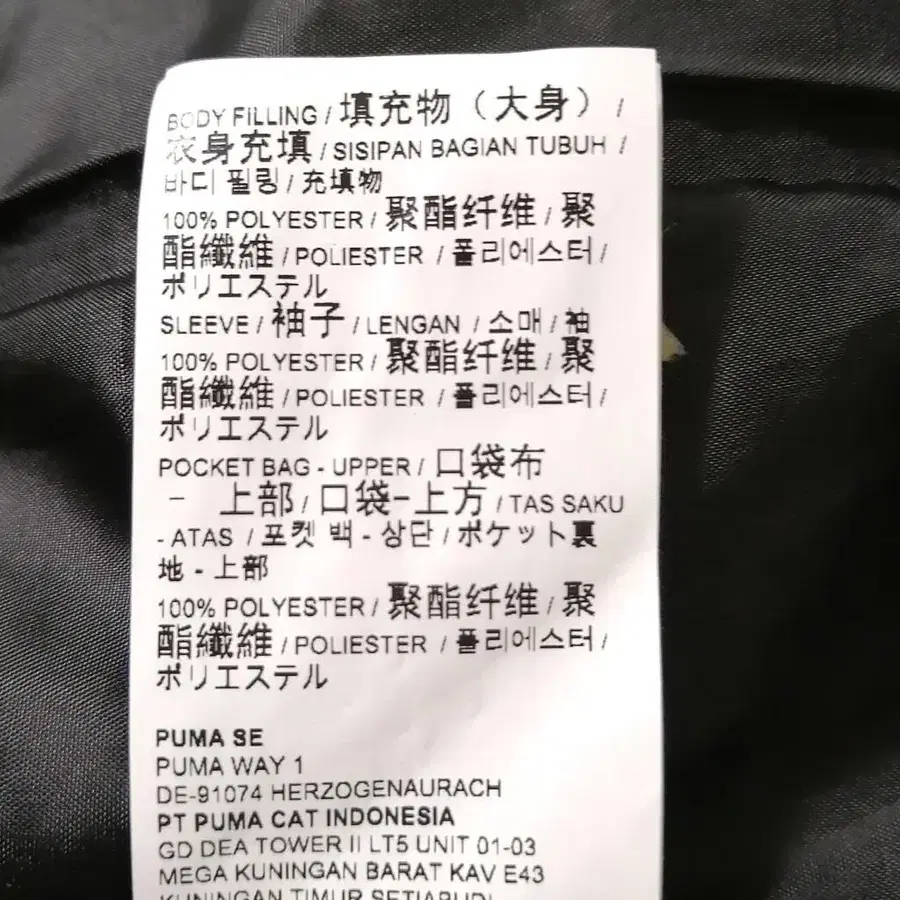 BODY FILLING / 填充物（大身） /
衣身充填 / SISIPAN BAGIAN TUBUH /
바디 필링 / 充填物
100% POLYESTER / 聚酯纤维 / 聚
酯纖維 / POLIESTER / 폴리에스터 /
ポリエステル
SLEEVE / 袖子 / LENGAN / 소매 / 袖
100% POLYESTER / 聚酯纤维 / 聚
酯纖維 / POLIESTER / 폴리에스터 /
ポリエステル
POCKET BAG - UPPER / 口袋布
- 上部 / 口袋-上方 / TAS SAKU
- ATAS / 포켓 백 - 상단 / ポケット裏
地 - 上部
100% POLYESTER / 聚酯纤维 / 聚
酯纖維 / POLIESTER / 폴리에스터 /
ポリエステル
PUMA SE
PUMA WAY 1
DE-91074 HERZOGENAURACH
PT PUMA CAT INDONESIA
GD DEA TOWER II LT5 UNIT 01-03
MEGA KUNINGAN BARAT KAV E43
KUNINGAN TIMUR SETIABUDI